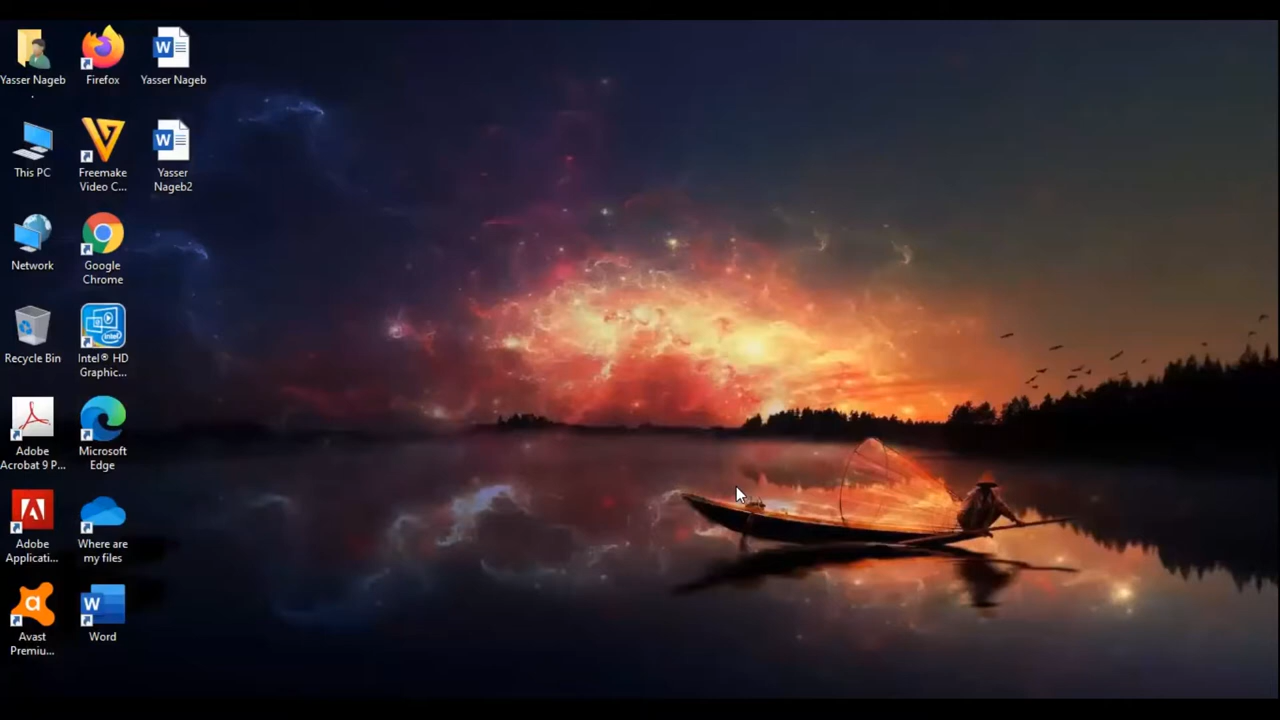 Yasser Nageb
This PC
Network
Recycle Bin
Adobe
Acrobat 9 P...
Adobe
Applicati...
Avast
Premiu...
Firefox
Freemake
Video C...
Google
Chrome
Intel® HD
Graphic...
Microsoft
Edge
Where are
my files
Word
Yasser Nageb
Yasser
Nageb2